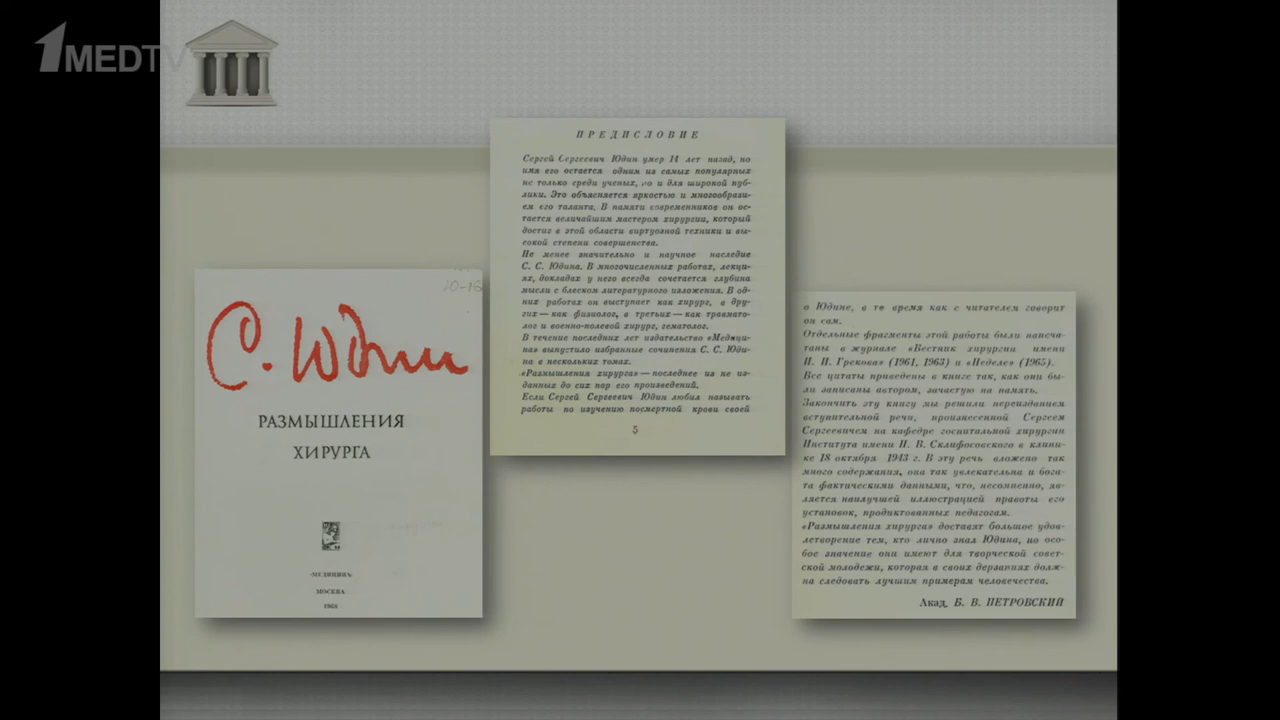 1MEDTV
10-16
С. Юдин
РАЗМЫШЛЕНИЯ
ХИРУРГА
«МЕДИЦИНА»
МОСКВА
1968
ПРЕДИСЛОВИЕ
Сергей Сергеевич Юдин умер 14 лет назад, но
имя его остается одним из самых популярных
не только среди ученых, но и для широкой пуб-
лики. Это объясняется яркостью и многообрази-
ем его таланта. В памяти современников он ос-
тается величайшим мастером хирургии, который
достиг в этой области виртуозной техники и вы-
сокой степени совершенства.
Не менее значительно и научное наследие
С. С. Юдина. В многочисленных работах, лекци-
ях, докладах у него всегда сочетается глубина
мысли с блеском литературного изложения. В од-
них работах он выступает как хирург, в дру-
гих — как физиолог, в третьих — как травмато-
лог и военно-полевой хирург, гематолог.
В течение последних лет издательство «Медици-
на» выпустило избранные сочинения С. С. Юди-
на в нескольких томах.
«Размышления хирурга» — последнее из не из-
данных до сих пор его произведений.
Если Сергей Сергеевич Юдин любил называть
работы по изучению посмертной крови своей
5
о Юдине, в то время как с читателем говорит
он сам.
Отдельные фрагменты этой работы были напеча-
таны в журнале «Вестник хирургии имени
И. И. Грекова» (1961, 1963) и «Неделе» (1965).
Все цитаты приведены в книге так, как они бы-
ли записаны автором, зачастую на память.
Закончить эту книгу мы решили переизданием
вступительной речи, произнесенной Сергеем
Сергеевичем на кафедре госпитальной хирургии
Института имени Н. В. Склифосовского в клини-
ке 18 октября 1943 г. В эту речь вложено так
много содержания, она так увлекательна и бога-
та фактическими данными, что, несомненно, яв-
ляется наилучшей иллюстрацией правоты его
установок, продиктованных педагогам.
«Размышления хирурга» доставят большое удов-
летворение тем, кто лично знал Юдина, но осо-
бое значение они имеют для творческой совет-
ской молодежи, которая в своих дерзаниях долж-
на следовать лучшим примерам человечества.
Акад. Б. В. ПЕТРОВСКИЙ